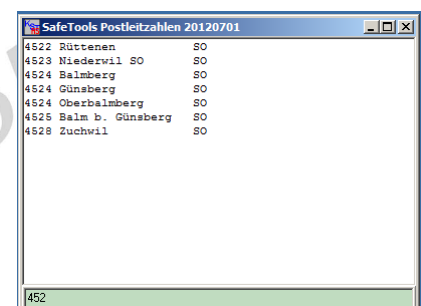 SafeTools Postleitzahlen 20120701
4522 Rüttenen SO
4523 Niederwil SO SO
4524 Balmberg SO
4524 Günsberg SO
4524 Oberbalmberg SO
4525 Balm b. Günsberg SO
4528 Zuchwil SO
452